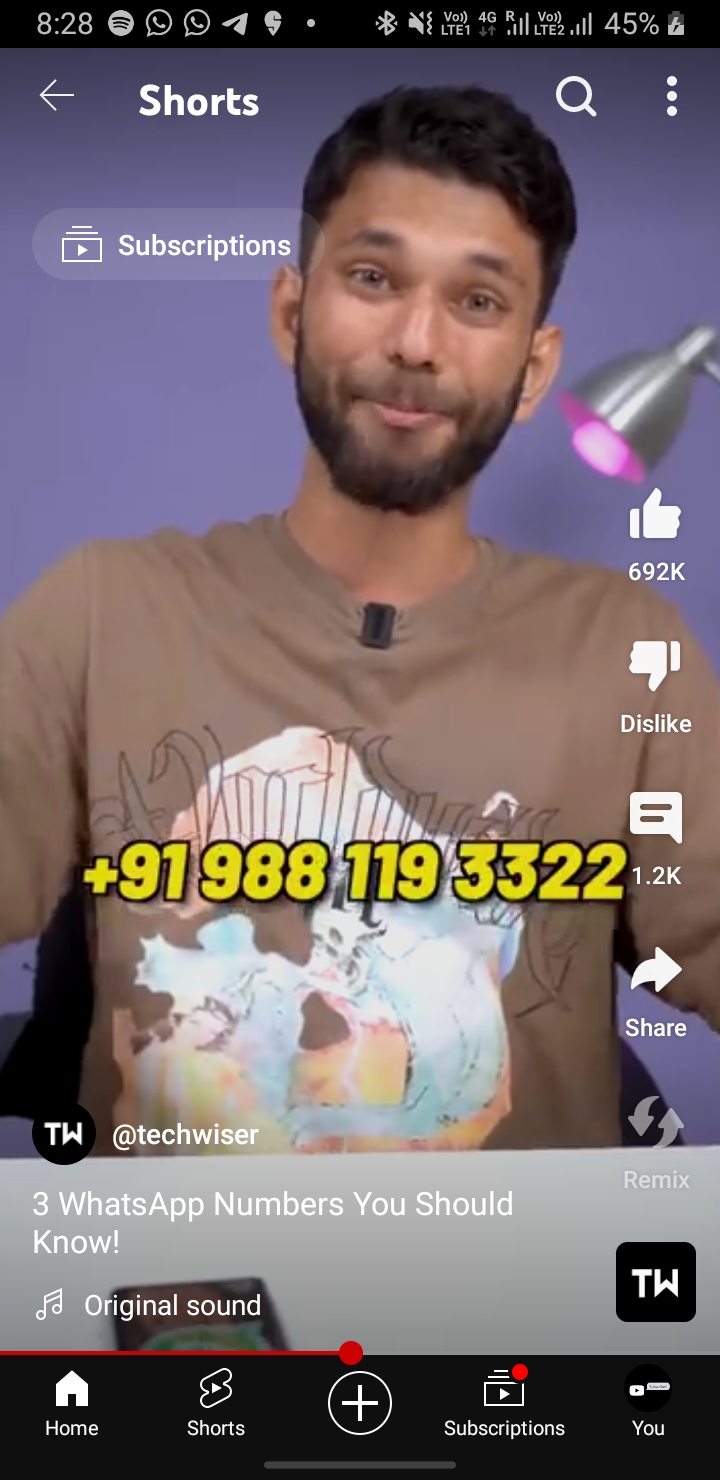 8:28
Vo)) LTE1 4G R Vo)) LTE2 45%
Shorts
Subscriptions
692K
Dislike
+91 988 119 3322
1.2K
Share
TW @techwiser
Remix
3 WhatsApp Numbers You Should
Know!
TW
Original sound
Home
Shorts
Subscriptions
You